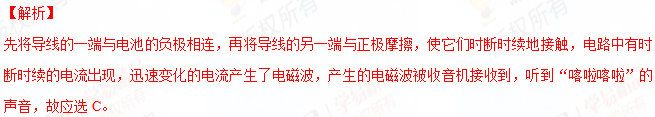 【解析】
先将导线的一端与电池的负极相连，再将导线的另一端与正极摩擦，使它们时断时续地接触，电路中有时
断时续的电流出现，迅速变化的电流产生了电磁波，产生的电磁波被收音机接收到，听到“喀啦喀啦”的
声音，故应选 C。